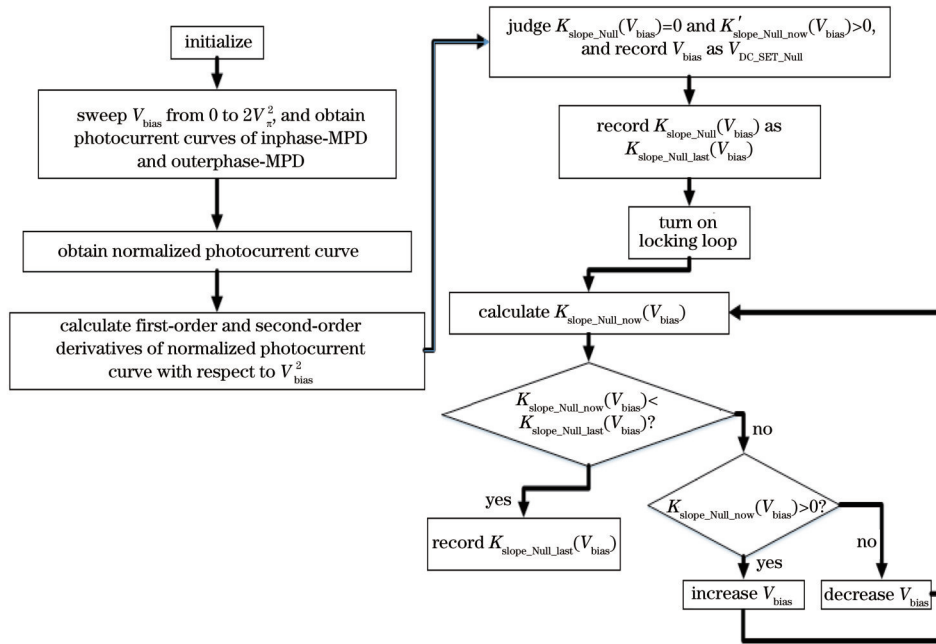 initialize
sweep V_bias from 0 to 2V_π^2, and obtain
photocurrent curves of inphase-MPD
and outerphase-MPD
obtain normalized photocurrent curve
calculate first-order and second-order
derivatives of normalized photocurrent
curve with respect to V_bias^2
judge K_slope_Null(V_bias)=0 and K′_slope_Null_now(V_bias)>0,
and record V_bias as V_DC_SET_Null
record K_slope_Null(V_bias) as
K_slope_Null_last(V_bias)
turn on
locking loop
calculate K_slope_Null_now(V_bias)
K_slope_Null_now(V_bias)<
K_slope_Null_last(V_bias)?
no
yes
record K_slope_Null_last(V_bias)
K_slope_Null_now(V_bias)>0?
no
yes
increase V_bias
decrease V_bias